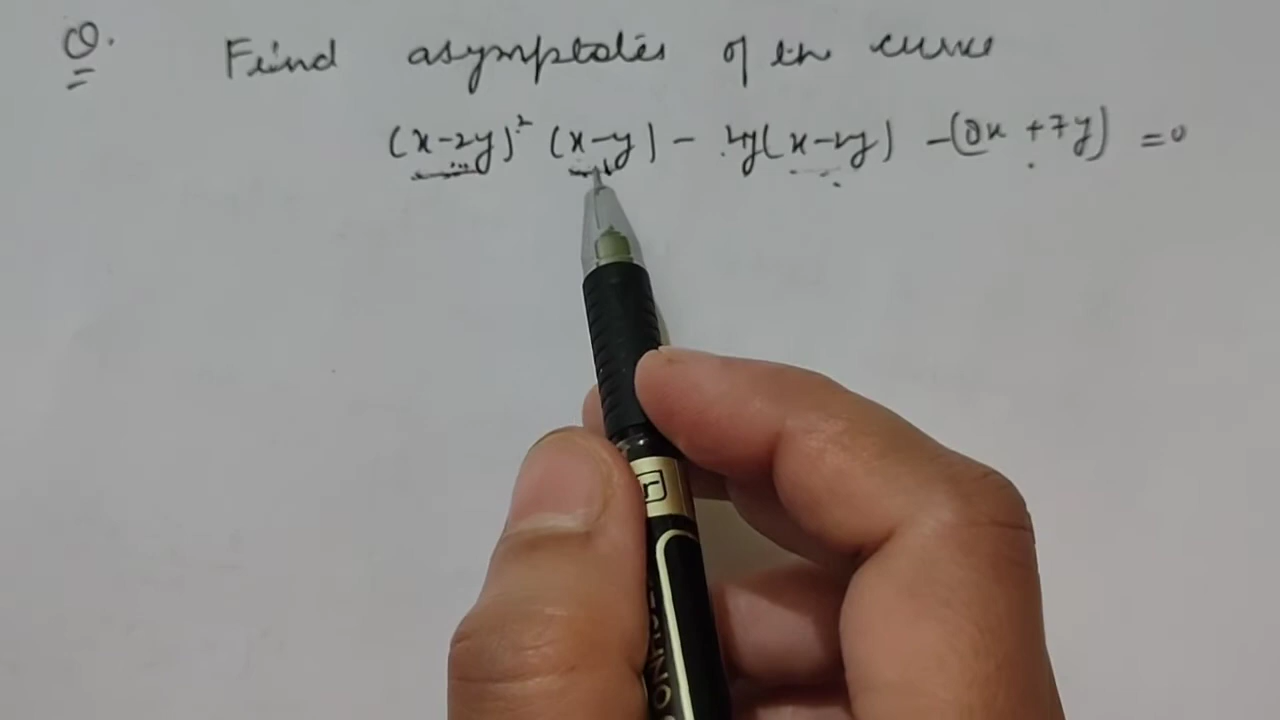 Q. Find asymptotes of the curve
(x-2y)² (x-y) - 4y(x-2y) - (8x + 7y) = 0